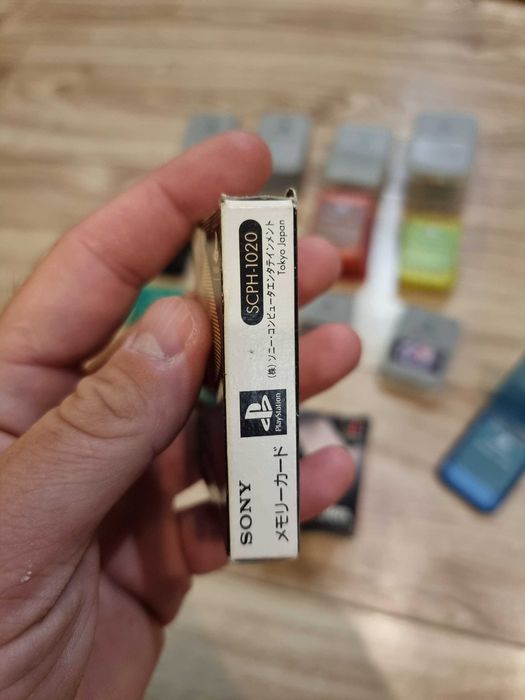 SONY
メモリーカード
PlayStation
SCPH-1020
(株)ソニー・コンピュータエンタテインメント
Tokyo Japan